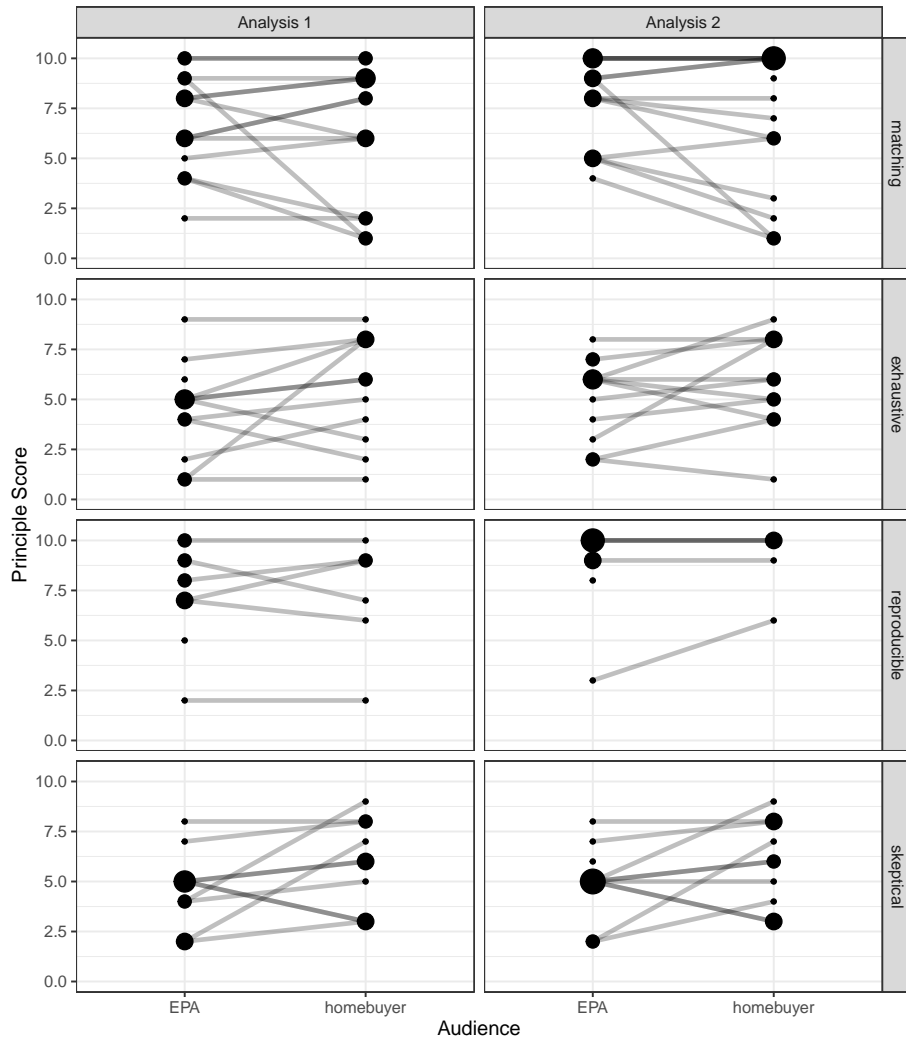 Analysis 1
Analysis 2
10.0
7.5
5.0
2.5
0.0
matching
10.0
7.5
5.0
2.5
0.0
exhaustive
10.0
7.5
5.0
2.5
0.0
reproducible
10.0
7.5
5.0
2.5
0.0
skeptical
Principle Score
EPA
homebuyer
EPA
homebuyer
Audience